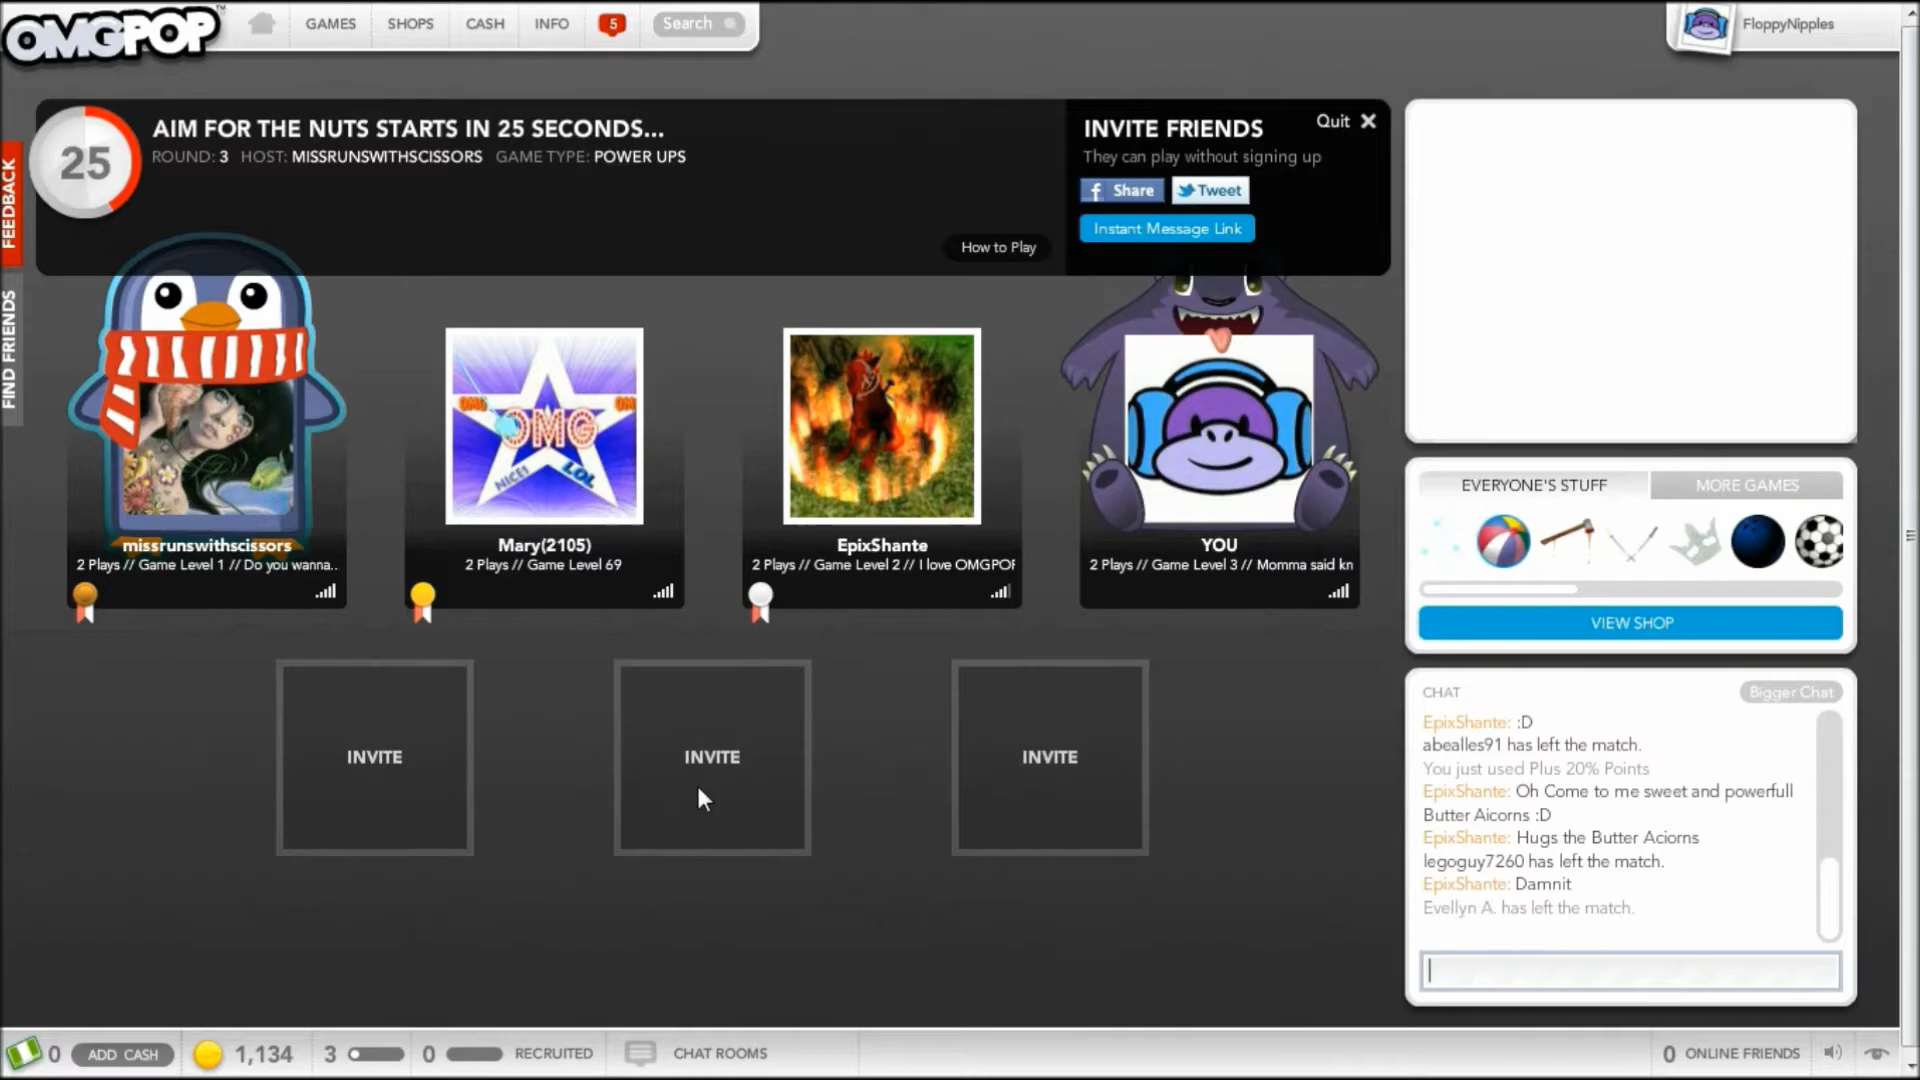 OMGPOP™
GAMES
SHOPS
CASH
INFO
5
Search
FloppyNipples
FEEDBACK
FIND FRIENDS
25
AIM FOR THE NUTS STARTS IN 25 SECONDS...
ROUND: 3 HOST: MISSRUNSWITHSCISSORS GAME TYPE: POWER UPS
How to Play
INVITE FRIENDS
Quit
They can play without signing up
f Share
Tweet
Instant Message Link
OMG
OMG
NICE1
LOL
missrunswithscissors
2 Plays // Game Level 1 // Do you wanna..
Mary(2105)
2 Plays // Game Level 69
EpixShante
2 Plays // Game Level 2 // I love OMGPOP
YOU
2 Plays // Game Level 3 // Momma said kn
INVITE
INVITE
INVITE
EVERYONE'S STUFF
MORE GAMES
VIEW SHOP
CHAT
Bigger Chat
EpixShante: :D
abealles91 has left the match.
You just used Plus 20% Points
EpixShante: Oh Come to me sweet and powerfull
Butter Aicorns :D
EpixShante: Hugs the Butter Aciorns
legoguy7260 has left the match.
EpixShante: Damnit
Evellyn A. has left the match.
0
ADD CASH
1,134
3
0
RECRUITED
CHAT ROOMS
0 ONLINE FRIENDS